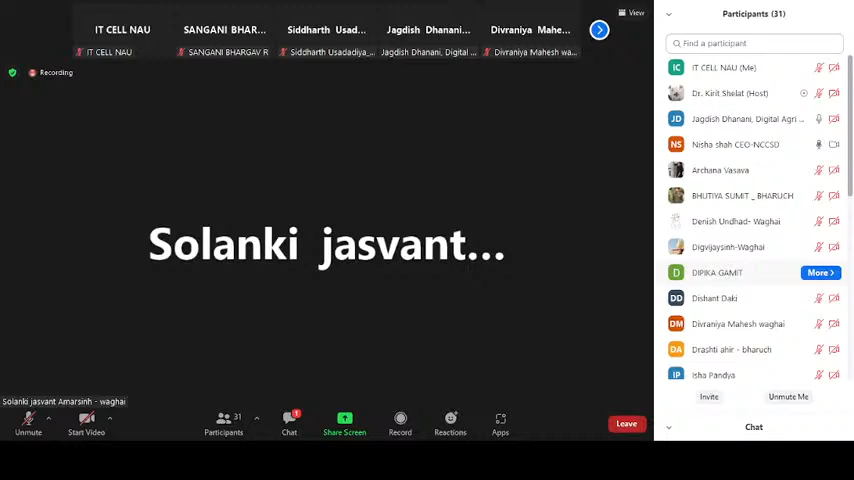 IT CELL NAU
SANGANI BHAR...
Siddharth Usad...
Jagdish Dhanani...
Divraniya Mahe...
View
IT CELL NAU
SANGANI BHARGAV R
Siddharth Usadadiya_...
Jagdish Dhanani, Digital ...
Divraniya Mahesh wa...
Recording
Solanki jasvant...
Solanki jasvant Amarsinh - waghai
Unmute
Start Video
31
Participants
1
Chat
Share Screen
Record
Reactions
Apps
Leave
Participants (31)
Find a participant
IC IT CELL NAU (Me)
Dr. Kirit Shelat (Host)
JD Jagdish Dhanani, Digital Agri ...
NS Nisha shah CEO-NCCSD
Archana Vasava
BHUTIYA SUMIT _ BHARUCH
Denish Undhad- Waghai
Digvijaysinh-Waghai
D DIPIKA GAMIT More >
DD Dishant Daki
DM Divraniya Mahesh waghai
DA Drashti ahir - bharuch
IP Isha Pandya
Invite
Unmute Me
Chat